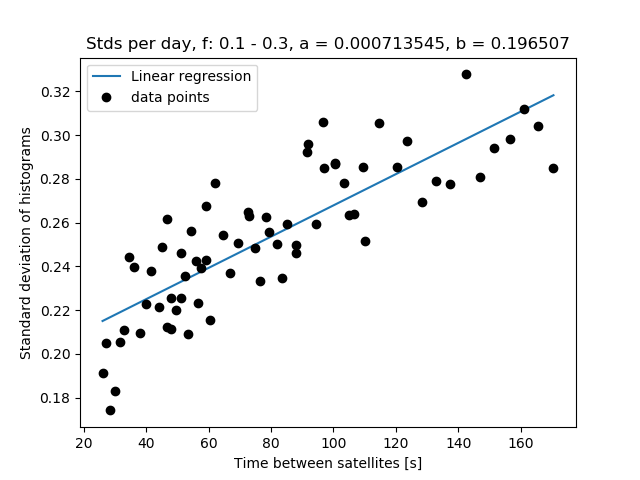 Stds per day, f: 0.1 - 0.3, a = 0.000713545, b = 0.196507
Linear regression
data points
Standard deviation of histograms
0.32
0.30
0.28
0.26
0.24
0.22
0.20
0.18
20 40 60 80 100 120 140 160
Time between satellites [s]